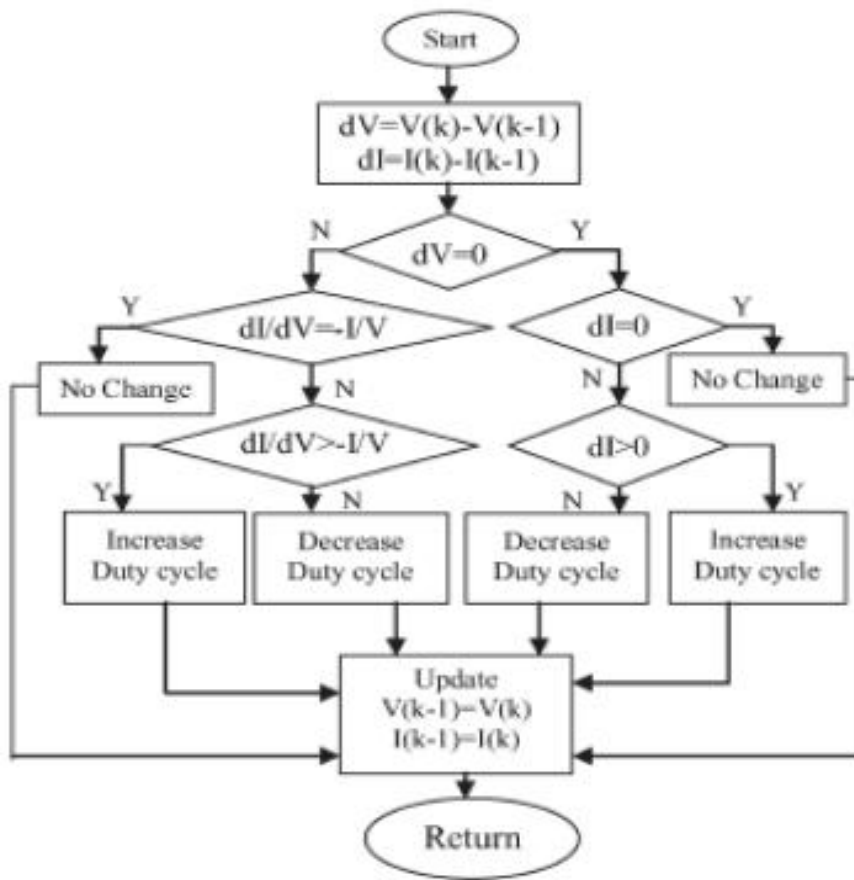 Start
dV=V(k)-V(k-1)
dI=I(k)-I(k-1)
N
Y
dV=0
Y
dI/dV=-I/V
dI=0
Y
No Change
N
N
No Change
dI/dV>-I/V
dI>0
Y
N
N
Y
Increase
Duty cycle
Decrease
Duty cycle
Decrease
Duty cycle
Increase
Duty cycle
Update
V(k-1)=V(k)
I(k-1)=I(k)
Return